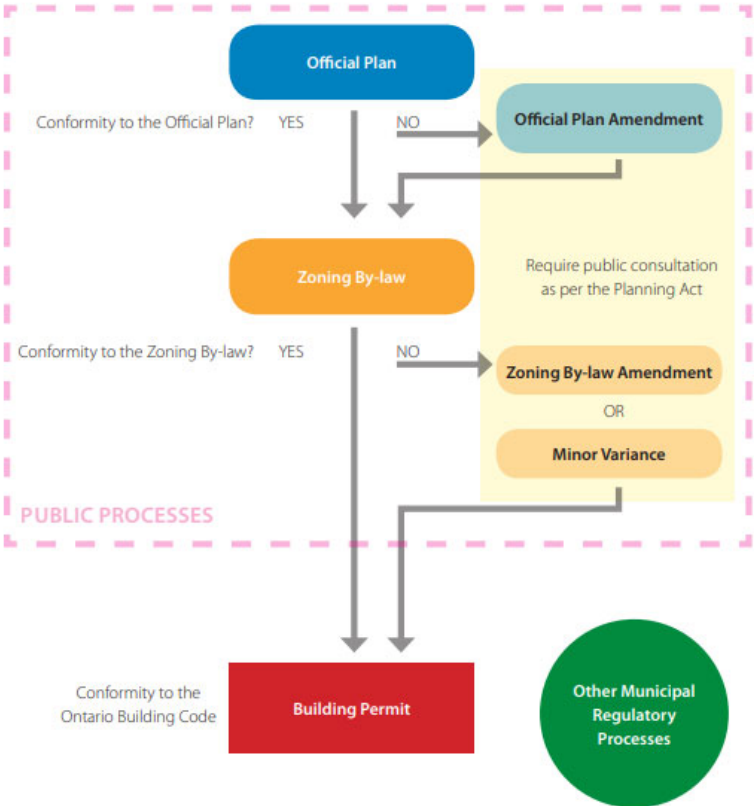 Official Plan
Conformity to the Official Plan? YES NO
Official Plan Amendment
Zoning By-law
Require public consultation
as per the Planning Act
Conformity to the Zoning By-law? YES NO
Zoning By-law Amendment
OR
Minor Variance
PUBLIC PROCESSES
Conformity to the
Ontario Building Code
Building Permit
Other Municipal
Regulatory
Processes